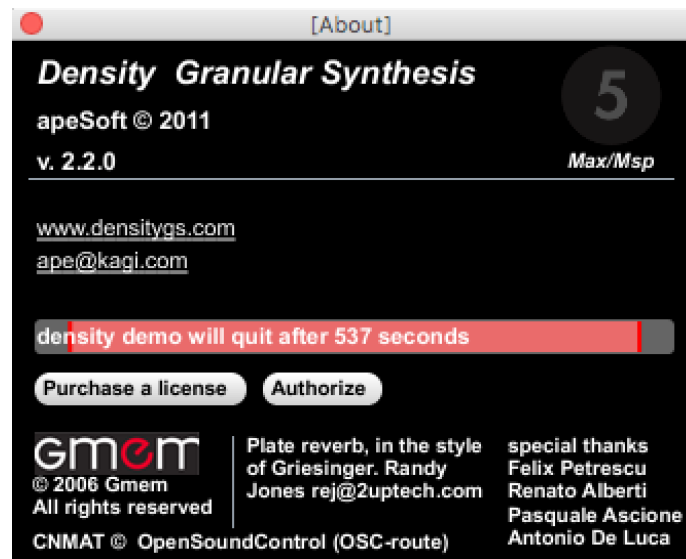 [About]
Density Granular Synthesis
5
apeSoft © 2011
v. 2.2.0
Max/Msp
www.densitygs.com
ape@kagi.com
density demo will quit after 537 seconds
Purchase a license
Authorize
Gmem
© 2006 Gmem
All rights reserved
Plate reverb, in the style
of Griesinger. Randy
Jones rej@2uptech.com
special thanks
Felix Petrescu
Renato Alberti
Pasquale Ascione
Antonio De Luca
CNMAT © OpenSoundControl (OSC-route)